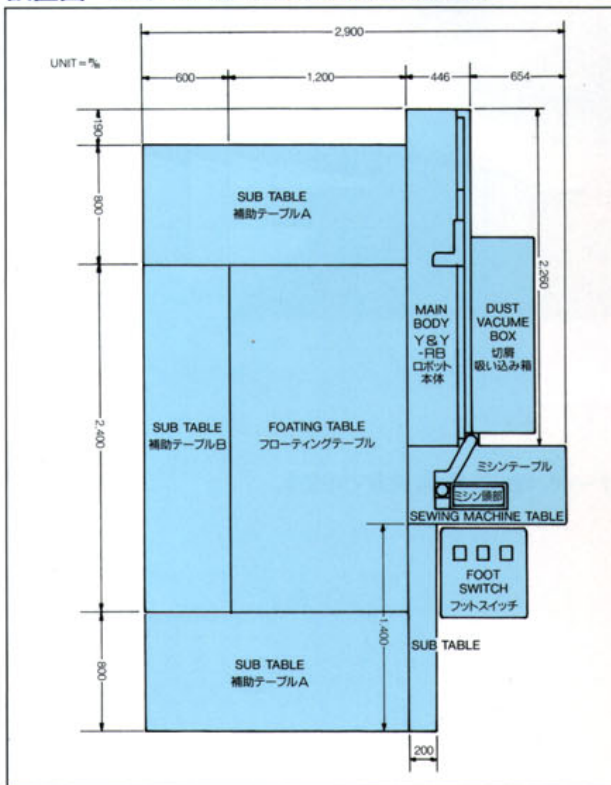 2,900
UNIT=㎜
600
1,200
446
654
190
800
2,400
800
2,260
SUB TABLE
補助テーブルA
MAIN
BODY
Y&Y
-RB
ロボット
本体
DUST
VACUME
BOX
切屑
吸い込み箱
SUB TABLE
補助テーブルB
FOATING TABLE
フローティングテーブル
ミシンテーブル
ミシン頭部
SEWING MACHINE TABLE
FOOT
SWITCH
フットスイッチ
1,400
SUB TABLE
SUB TABLE
補助テーブルA
200